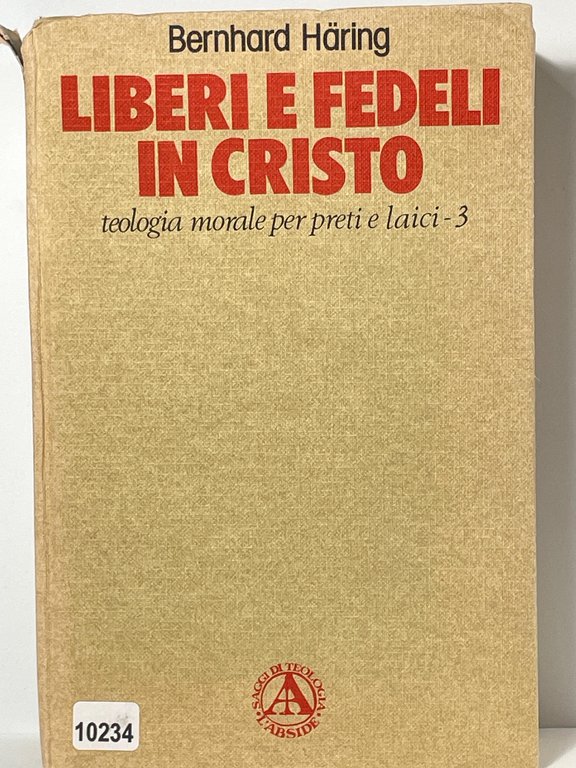 Bernhard Häring
LIBERI E FEDELI
IN CRISTO
teologia morale per preti e laici - 3
SAGGI DI TEOLOGIA
A
• L'ABSIDE •
10234